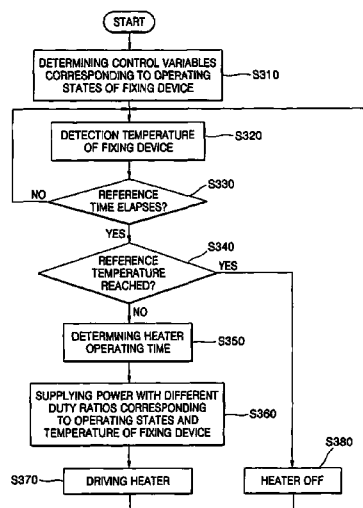 START
DETERMINING CONTROL VARIABLES
CORRESPONDING TO OPERATING
STATES OF FIXING DEVICE
S310
DETECTION TEMPERATURE
OF FIXING DEVICE
S320
REFERENCE
TIME ELAPSES?
S330
NO
YES
REFERENCE
TEMPERATURE
REACHED?
S340
YES
NO
DETERMINING HEATER
OPERATING TIME
S350
SUPPLYING POWER WITH DIFFERENT
DUTY RATIOS CORRESPONDING
TO OPERATING STATES AND
TEMPERATURE OF FIXING DEVICE
S360
S370
DRIVING HEATER
S380
HEATER OFF